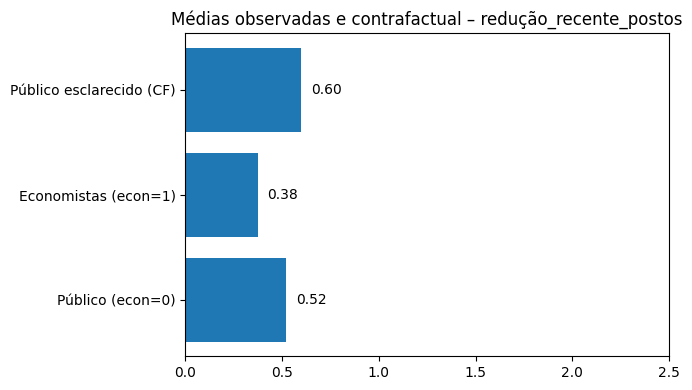 Médias observadas e contrafactual – redução_recente_postos
Público esclarecido (CF)
0.60
Economistas (econ=1)
0.38
Público (econ=0)
0.52
0.0 0.5 1.0 1.5 2.0 2.5